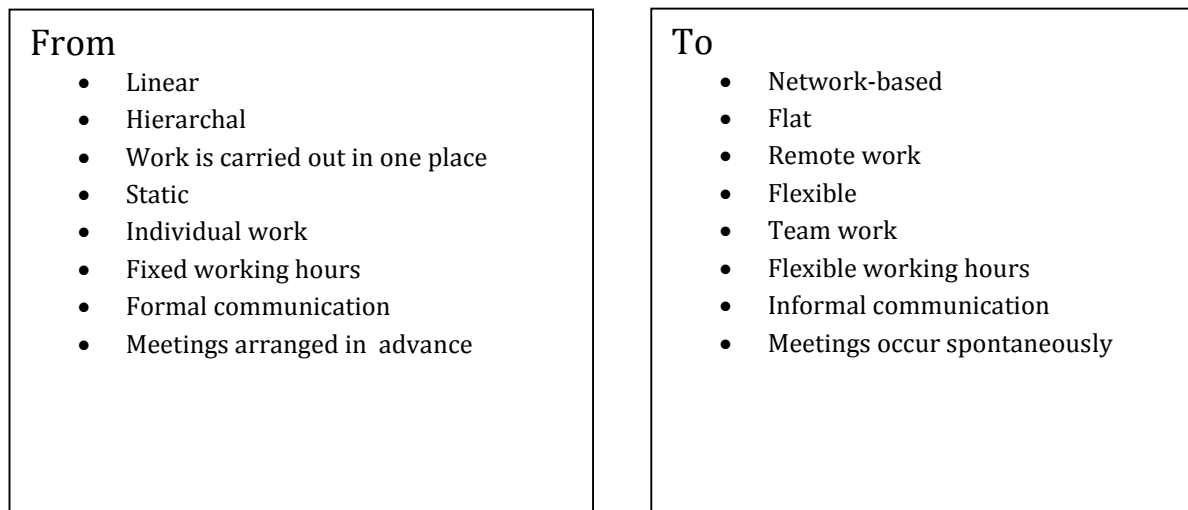 From
• Linear
• Hierarchal
• Work is carried out in one place
• Static
• Individual work
• Fixed working hours
• Formal communication
• Meetings arranged in  advance
To
• Network-based
• Flat
• Remote work
• Flexible
• Team work
• Flexible working hours
• Informal communication
• Meetings occur spontaneously